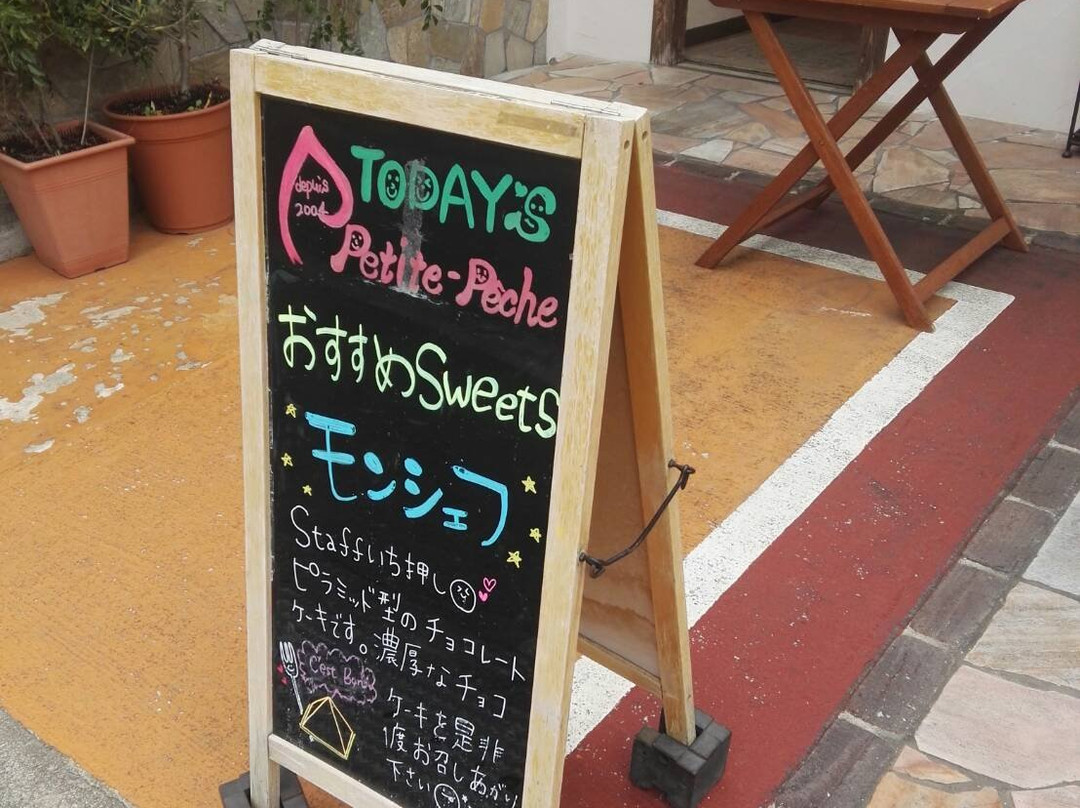 depuis
2004
TODAY'S
Petite-Pêche
おすすめSweets
モンシェフ
Staffいち押し
ピラミッド型のチョコレート
ケーキです。濃厚なチョコ
C'est Bon!
ケーキを是非
1度お召しあがり
下さい